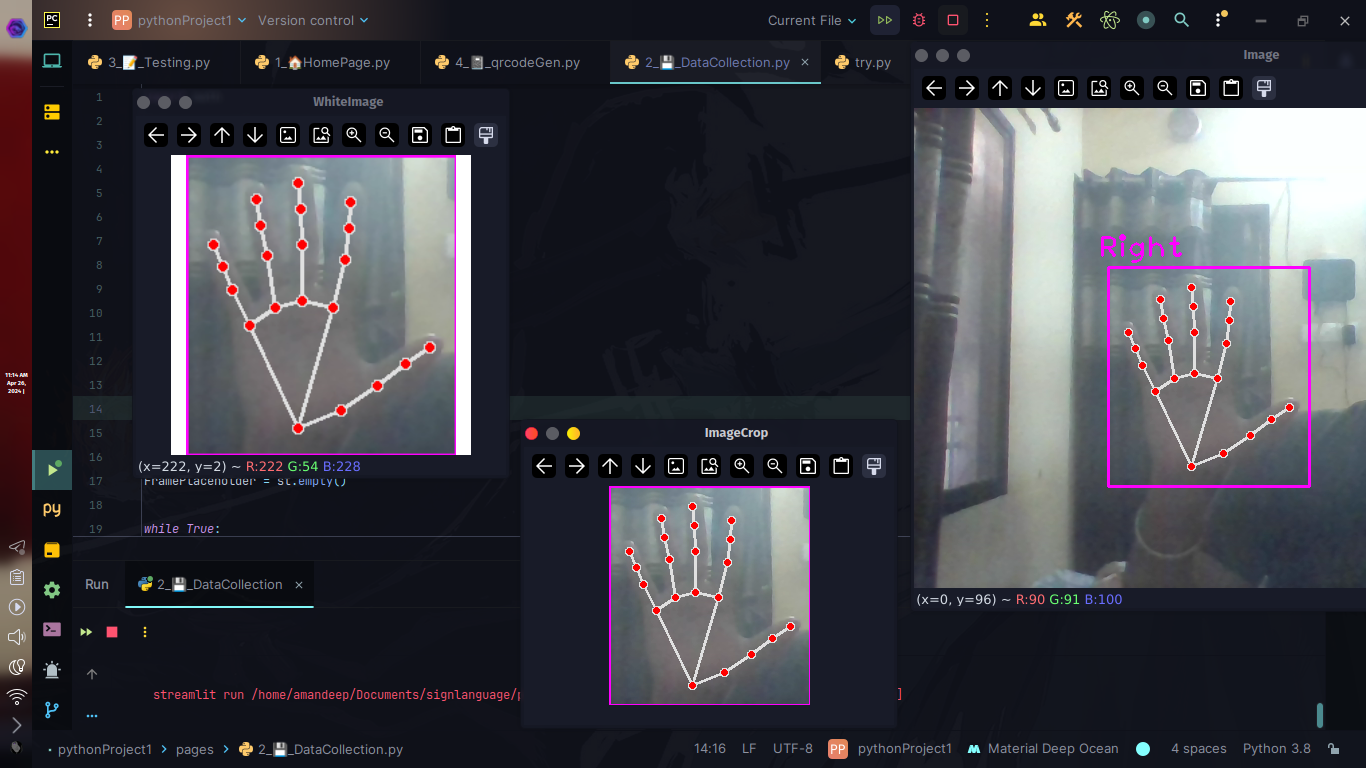 PC
PP pythonProject1 Version control Current File
3_📝_Testing.py 1_🏠HomePage.py 4_📓_qrcodeGen.py 2_💾_DataCollection.py × try.py
Image
WhiteImage
1
2
3
4
5
6
7
8
9
10
11
12
13
14
15
16
17
18
19
Right
11:14 AM
Apr 26,
2024 |
ImageCrop
(x=222, y=2) ~ R:222 G:54 B:228
FramePlaceholder = st.empty()
while True:
py
(x=0, y=96) ~ R:90 G:91 B:100
Run 2_💾_DataCollection ×
streamlit run /home/amandeep/Documents/signlanguage/
]
pythonProject1 > pages > 2_💾_DataCollection.py
14:16 LF UTF-8 PP pythonProject1 Material Deep Ocean 4 spaces Python 3.8